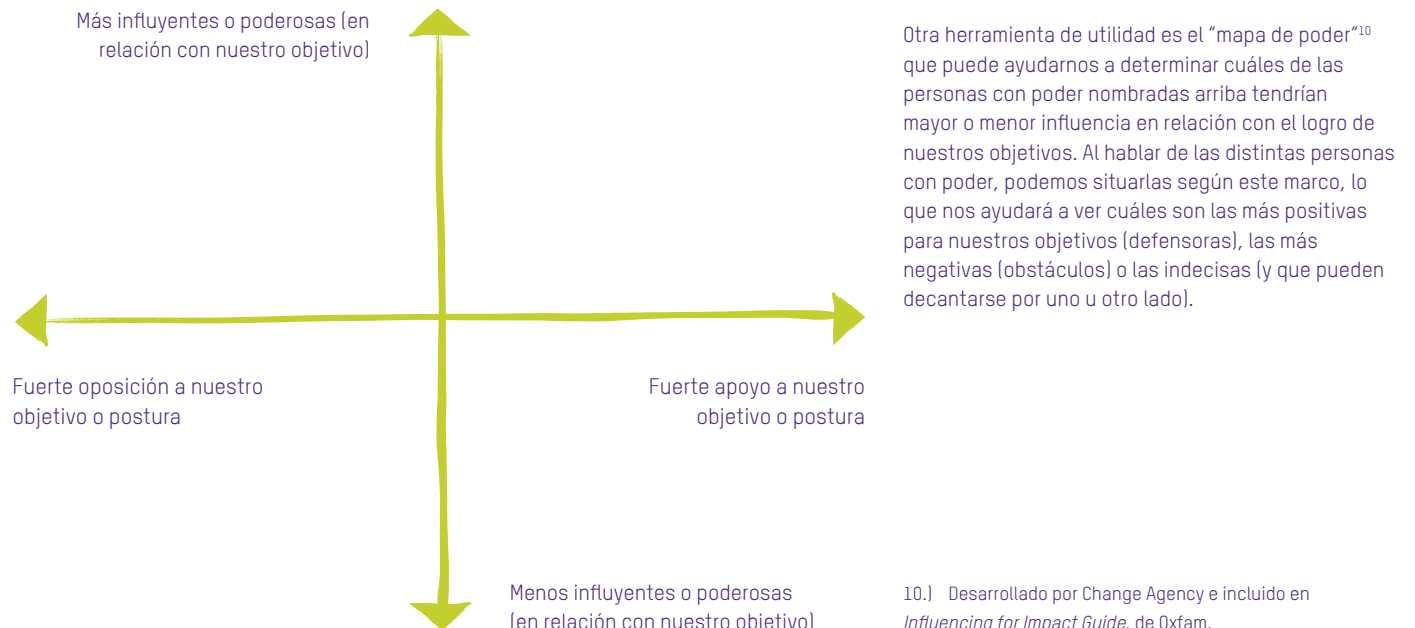 Más influyentes o poderosas (en
relación con nuestro objetivo)
Fuerte oposición a nuestro
objetivo o postura
Fuerte apoyo a nuestro
objetivo o postura
Menos influyentes o poderosas
(en relación con nuestro objetivo)
Otra herramienta de utilidad es el “mapa de poder”¹⁰
que puede ayudarnos a determinar cuáles de las
personas con poder nombradas arriba tendrían
mayor o menor influencia en relación con el logro de
nuestros objetivos. Al hablar de las distintas personas
con poder, podemos situarlas según este marco, lo
que nos ayudará a ver cuáles son las más positivas
para nuestros objetivos (defensoras), las más
negativas (obstáculos) o las indecisas (y que pueden
decantarse por uno u otro lado).
10.) Desarrollado por Change Agency e incluido en
Influencing for Impact Guide, de Oxfam.